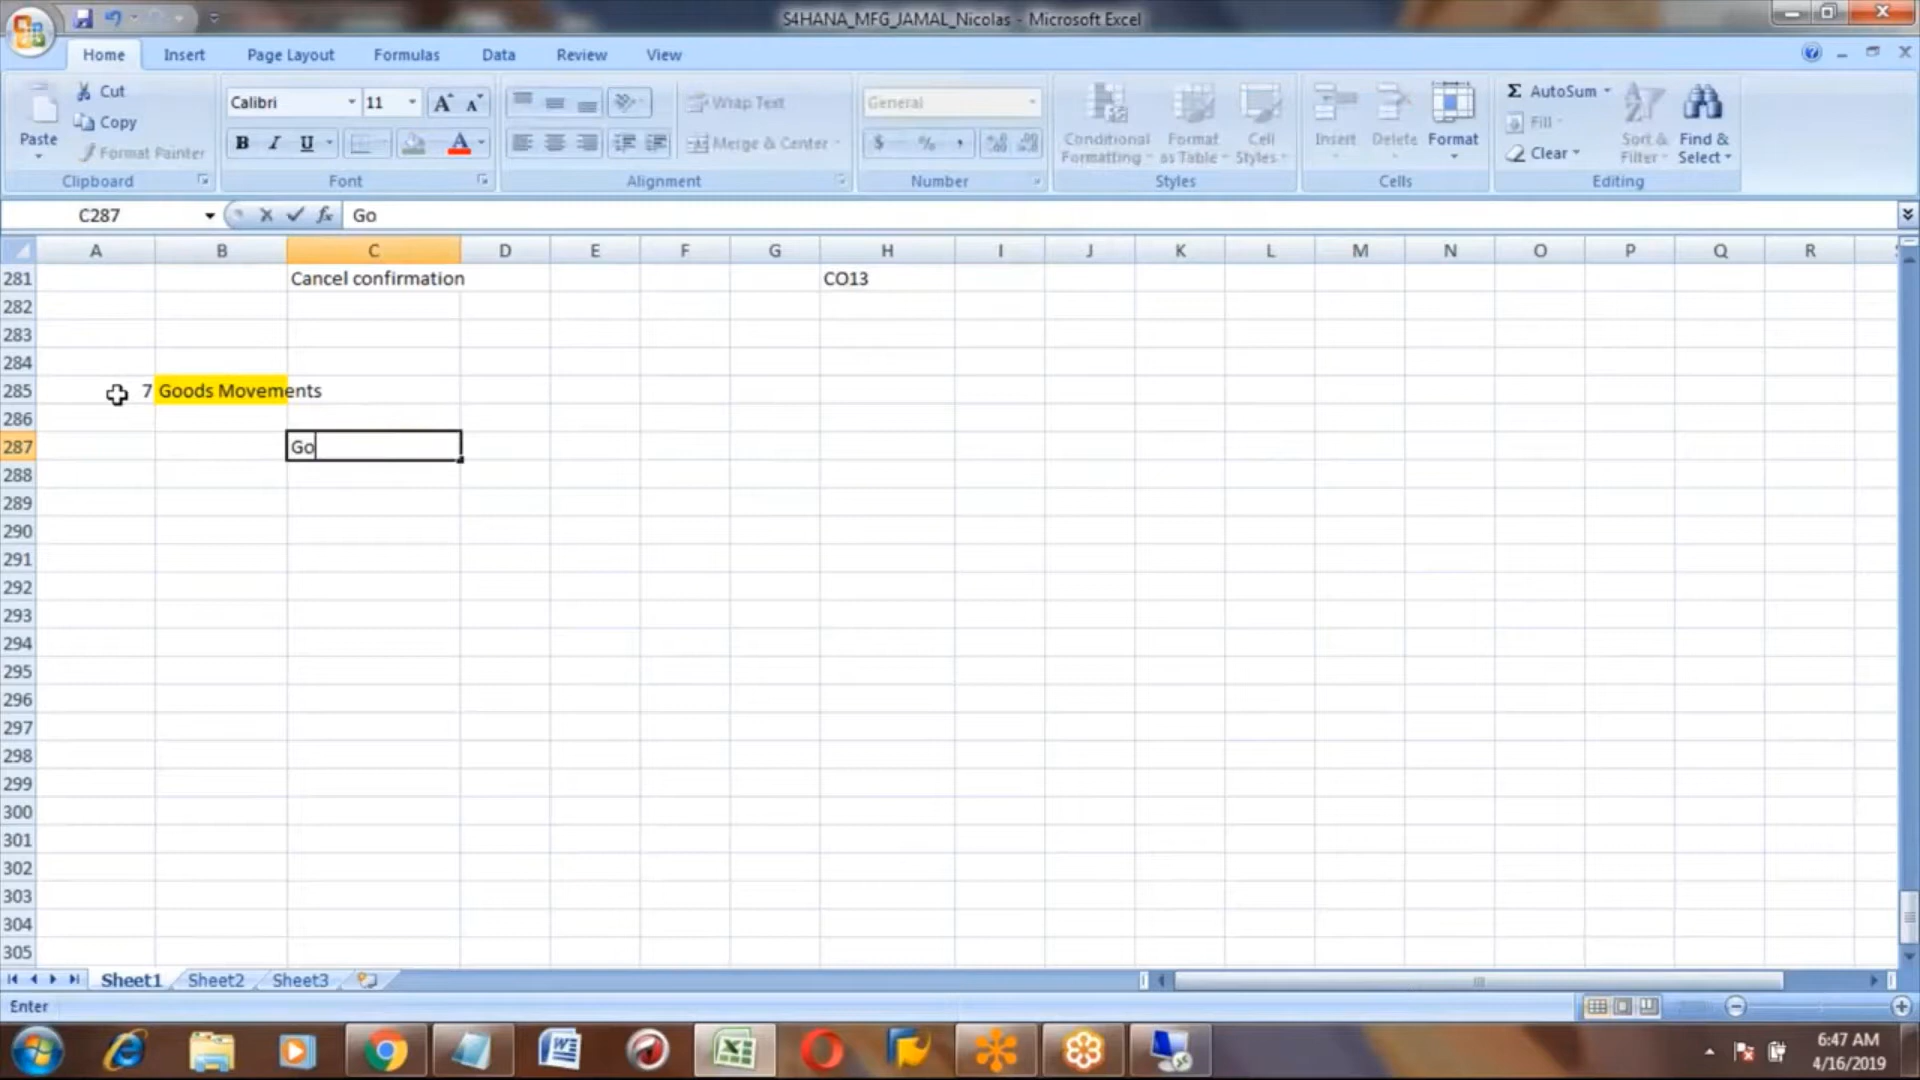 S4HANA_MFG_JAMAL_Nicolas - Microsoft Excel
Home Insert Page Layout Formulas Data Review View
Paste
Cut
Copy
Format Painter
Clipboard
Calibri 11
B I U
Font
Wrap Text
Merge & Center
Alignment
General
$ % ,
Number
Conditional Formatting
Format as Table
Cell Styles
Styles
Insert Delete Format
Cells
Σ AutoSum
Fill
Clear
Sort & Filter
Find & Select
Editing
C287 fx Go
A B C D E F G H I J K L M N O P Q R
281 Cancel confirmation CO13
282
283
284
285 7 Goods Movements
286
287 Go
288
289
290
291
292
293
294
295
296
297
298
299
300
301
302
303
304
305
Sheet1 Sheet2 Sheet3
Enter
6:47 AM
4/16/2019